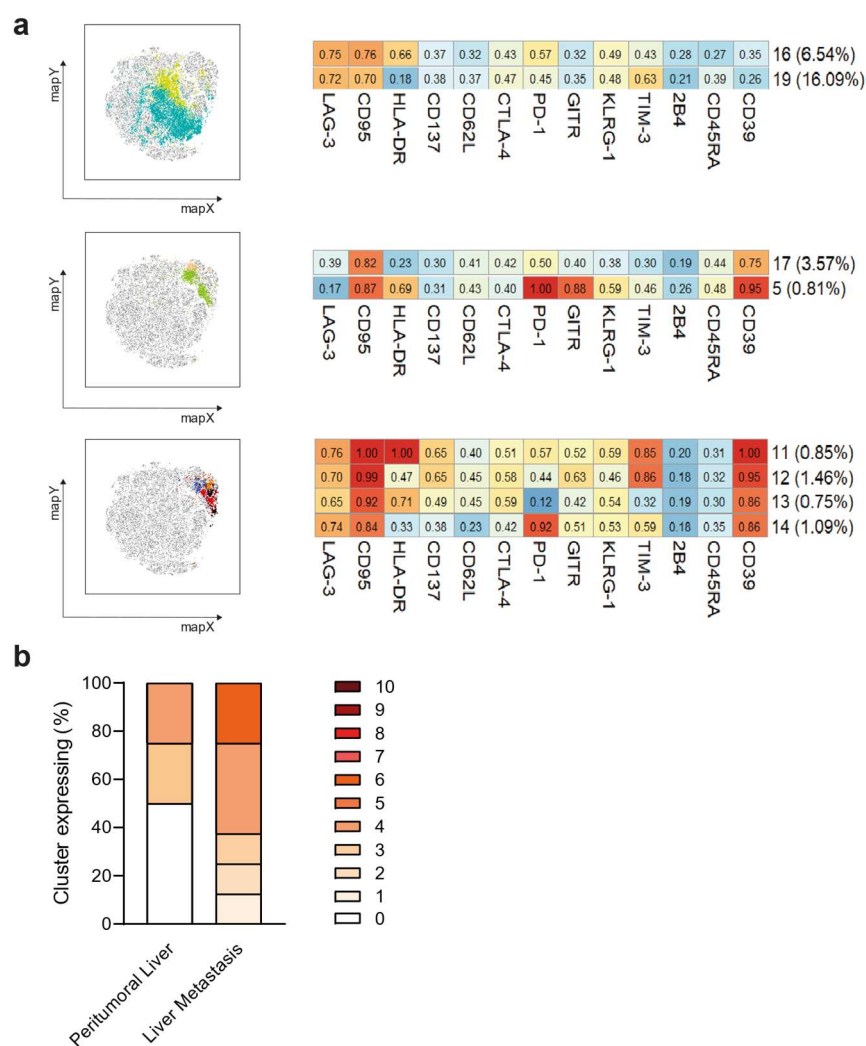 a
mapY
mapX
0.75 0.76 0.66 0.37 0.32 0.43 0.57 0.32 0.49 0.43 0.28 0.27 0.35 16 (6.54%)
0.72 0.70 0.18 0.38 0.37 0.47 0.45 0.35 0.48 0.63 0.21 0.39 0.26 19 (16.09%)
LAG-3 CD95 HLA-DR CD137 CD62L CTLA-4 PD-1 GITR KLRG-1 TIM-3 2B4 CD45RA CD39
mapY
mapX
0.39 0.82 0.23 0.30 0.41 0.42 0.50 0.40 0.38 0.30 0.19 0.44 0.75 17 (3.57%)
0.17 0.87 0.69 0.31 0.43 0.40 1.00 0.88 0.59 0.46 0.26 0.48 0.95 5 (0.81%)
LAG-3 CD95 HLA-DR CD137 CD62L CTLA-4 PD-1 GITR KLRG-1 TIM-3 2B4 CD45RA CD39
mapY
mapX
0.76 1.00 1.00 0.65 0.40 0.51 0.57 0.52 0.59 0.85 0.20 0.31 1.00 11 (0.85%)
0.70 0.99 0.47 0.65 0.45 0.58 0.44 0.63 0.46 0.86 0.18 0.32 0.95 12 (1.46%)
0.65 0.92 0.71 0.49 0.45 0.59 0.12 0.42 0.54 0.32 0.19 0.30 0.86 13 (0.75%)
0.74 0.84 0.33 0.38 0.23 0.42 0.92 0.51 0.53 0.59 0.18 0.35 0.86 14 (1.09%)
LAG-3 CD95 HLA-DR CD137 CD62L CTLA-4 PD-1 GITR KLRG-1 TIM-3 2B4 CD45RA CD39
b
Cluster expressing (%)
100
80
60
40
20
0
Peritumoral Liver
Liver Metastasis
10
9
8
7
6
5
4
3
2
1
0